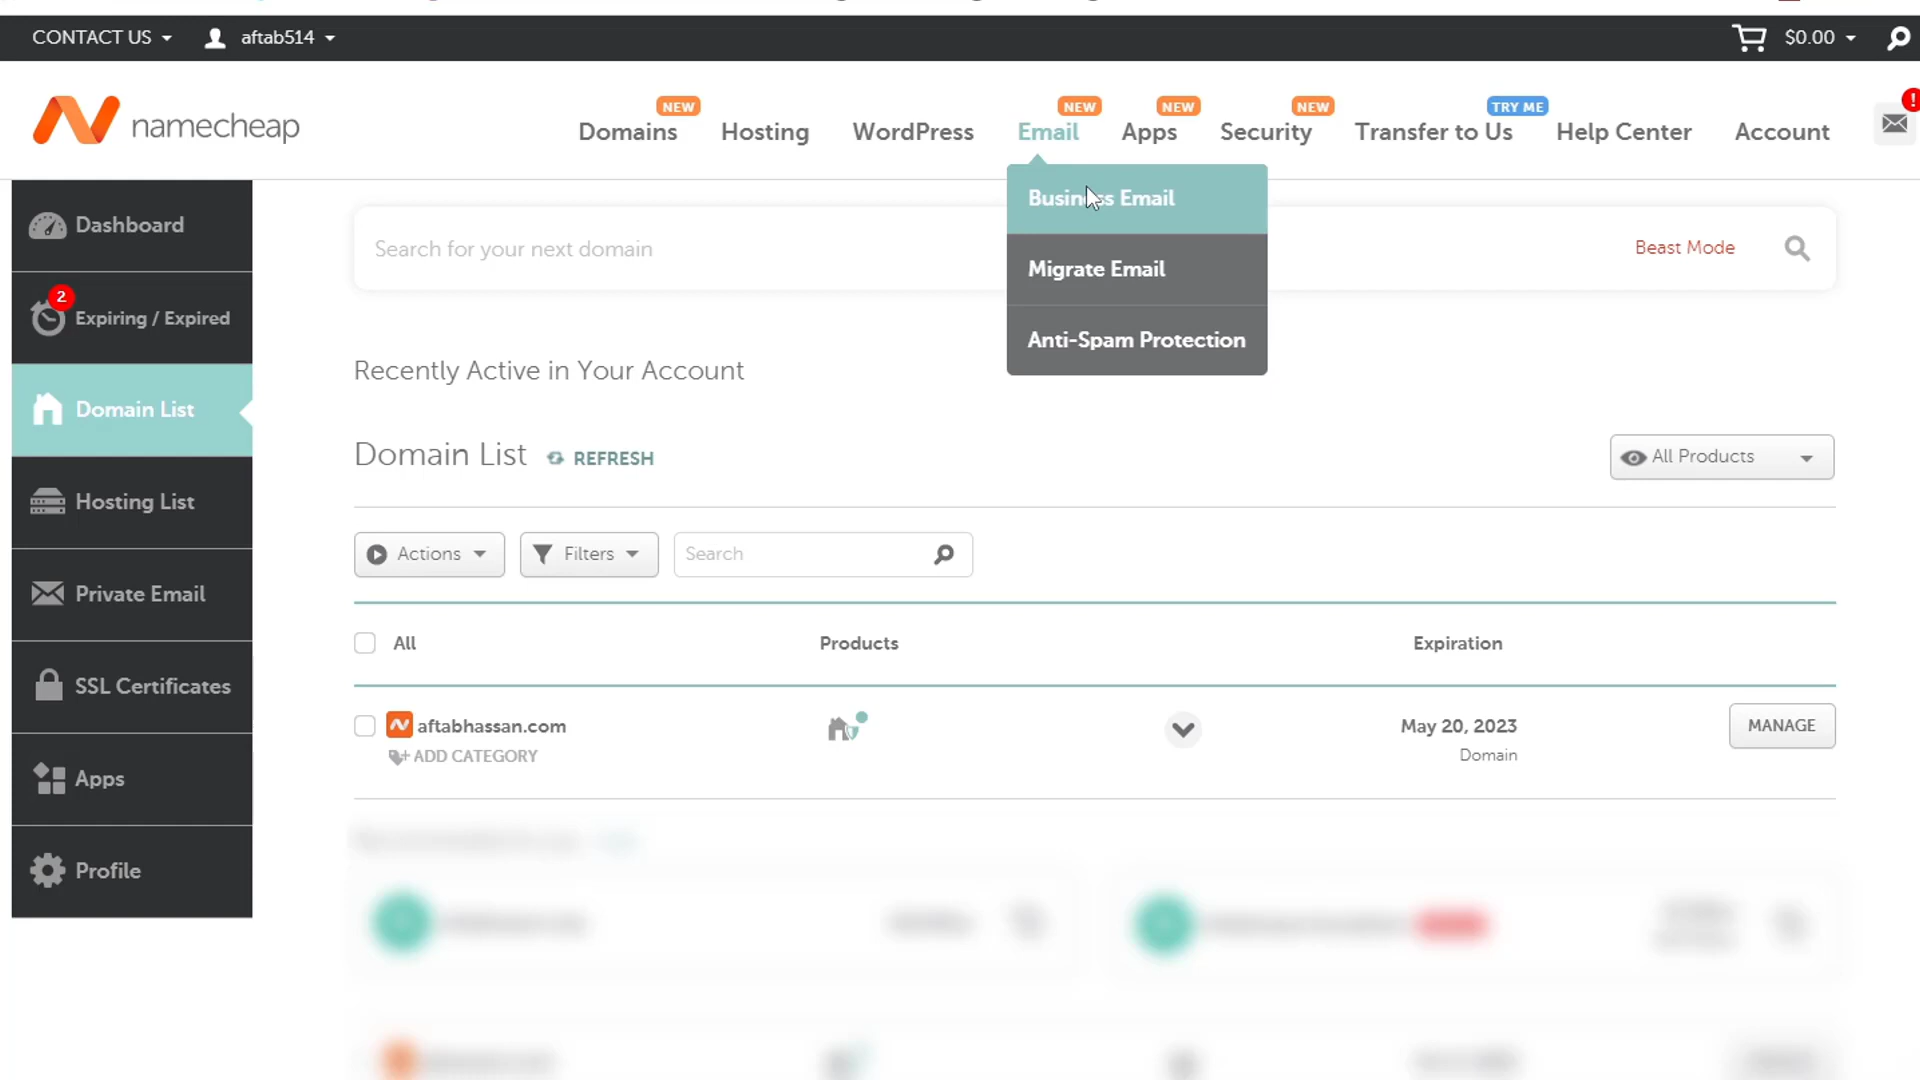 CONTACT US
aftab514
$0.00
namecheap
NEW
NEW
NEW
NEW
TRY ME
!
Domains
Hosting
WordPress
Email
Apps
Security
Transfer to Us
Help Center
Account
Business Email
Migrate Email
Anti-Spam Protection
Dashboard
2
Expiring / Expired
Domain List
Hosting List
Private Email
SSL Certificates
Apps
Profile
Search for your next domain
Beast Mode
Recently Active in Your Account
Domain List
REFRESH
All Products
Actions
Filters
Search
All
Products
Expiration
aftabhassan.com
May 20, 2023
MANAGE
ADD CATEGORY
Domain